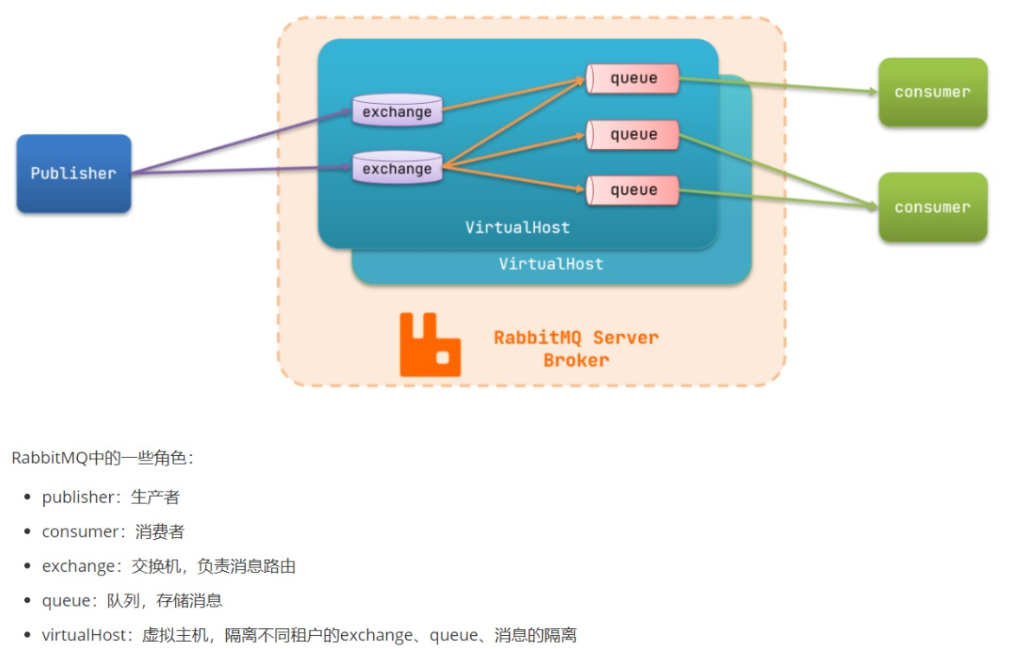 queue
consumer
exchange
queue
exchange
Publisher
queue
consumer
VirtualHost
VirtualHost
RabbitMQ Server
Broker
RabbitMQ中的一些角色：
publisher：生产者
consumer：消费者
exchange：交换机，负责消息路由
queue：队列，存储消息
virtualHost：虚拟主机，隔离不同租户的exchange、queue、消息的隔离